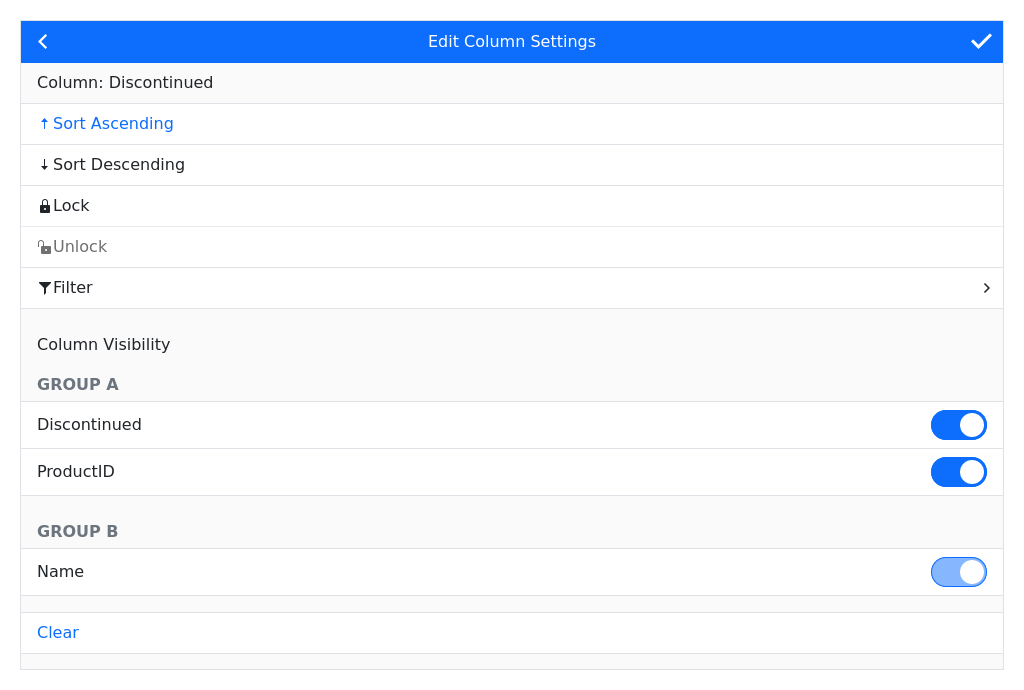 Edit Column Settings
Column: Discontinued
Sort Ascending
Sort Descending
Lock
Unlock
Filter
Column Visibility
GROUP A
Discontinued
ProductID
GROUP B
Name
Clear